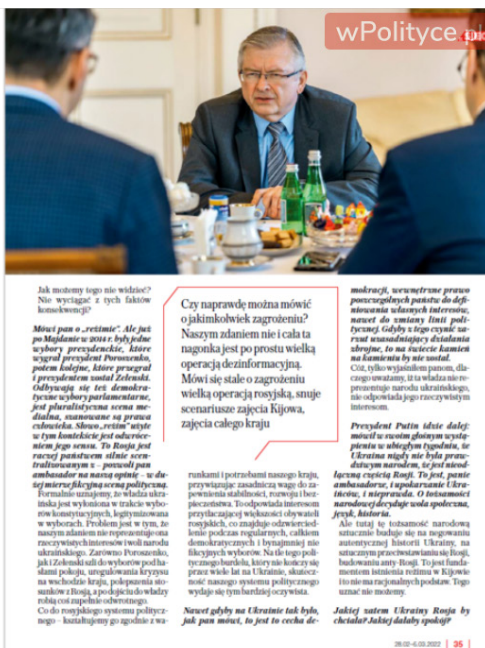 wPolityce.pl
Jak możemy tego nie widzieć?
Nie wyciągać z tych faktów
konsekwencji?
Mówi pan o „reżimie". Ale już
po Majdanie w 2014 r. były jedne
wybory prezydenckie, które
wygrał prezydent Poroszenko,
potem kolejne, które przegrał
i prezydentem został Zełenski.
Odbywają się też demokra-
tyczne wybory parlamentarne,
jest pluralistyczna scena me-
dialna, szanowane są prawa
człowieka. Słowo „reżim" użyte
w tym kontekście jest odwróce-
niem jego sensu. To Rosja jest
raczej państwem silnie scen-
tralizowanym z – pozwoli pan
ambasador na naszą opinię – w du-
żej mierze fikcyjną sceną polityczną.
Formalnie uznajemy, że władza ukra-
ińska jest wyłoniona w trakcie wybo-
rów konstytucyjnych, legitymizowana
w wyborach. Problem jest w tym, że
naszym zdaniem nie reprezentuje ona
rzeczywistych interesów i woli narodu
ukraińskiego. Zarówno Poroszenko,
jak i Zełenski szli do wyborów pod ha-
słami pokoju, uregulowania kryzysu
na wschodzie kraju, polepszenia sto-
sunków z Rosją, a po dojściu do władzy
robią coś zupełnie odwrotnego.
Co do rosyjskiego systemu politycz-
nego – kształtujemy go zgodnie z wa-
Czy naprawdę można mówić
o jakimkolwiek zagrożeniu?
Naszym zdaniem nie i cała ta
nagonka jest po prostu wielką
operacją dezinformacyjną.
Mówi się stale o zagrożeniu
wielką operacją rosyjską, snuje
scenariusze zajęcia Kijowa,
zajęcia całego kraju
runkami i potrzebami naszego kraju,
przywiązując zasadniczą wagę do za-
pewnienia stabilności, rozwoju i bez-
pieczeństwa. To odpowiada interesom
przytłaczającej większości obywateli
rosyjskich, co znajduje odzwierciedle-
nie podczas regularnych, całkiem
demokratycznych i bynajmniej nie
fikcyjnych wyborów. Na tle tego poli-
tycznego burdelu, który nie kończy się
przez wiele lat na Ukrainie, skutecz-
ność naszego systemu politycznego
wydaje się tym bardziej oczywista.
Nawet gdyby na Ukrainie tak było,
jak pan mówi, to jest to cecha de-
mokracji, wewnętrzne prawo
poszczególnych państw do defi-
niowania własnych interesów,
nawet do zmiany linii poli-
tycznej. Gdyby z tego czynić za-
rzut uzasadniający działania
zbrojne, to na świecie kamień
na kamieniu by nie został.
Cóż, tylko wyjaśniłem panom, dla-
czego uważamy, iż ta władza nie re-
prezentuje narodu ukraińskiego,
nie odpowiada jego rzeczywistym
interesom.
Prezydent Putin idzie dalej:
mówił w swoim głośnym wystą-
pieniu w ubiegłym tygodniu, że
Ukraina nigdy nie była praw-
dziwym narodem, że jest nieod-
łączną częścią Rosji. To jest, panie
ambasadorze, i upokarzanie Ukra-
ińców, i nieprawda. O tożsamości
narodowej decyduje wola społeczna,
język, historia.
Ale tutaj tę tożsamość narodową
sztucznie buduje się na negowaniu
autentycznej historii Ukrainy, na
sztucznym przeciwstawianiu się Rosji,
budowaniu anty-Rosji. To jest funda-
mentem istnienia reżimu w Kijowie
i to nie ma racjonalnych podstaw. Tego
uznać nie możemy.
Jakiej zatem Ukrainy Rosja by
chciała? Jakiej dałaby spokój?
28.02–6.03.2022 | 35